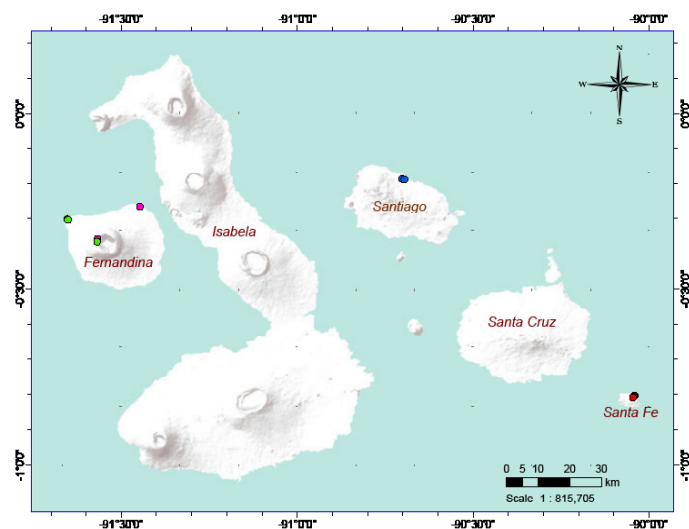 -91°30'0" -91°0'0" -90°30'0" -90°0'0"
N
W E
S
0°0'0" 0°0'0"
Santiago
Isabela
Fernandina
-0°30'0" -0°30'0"
Santa Cruz
Santa Fe
-1°0'0" -1°0'0"
0 5 10 20 30
km
Scale 1 : 815,705
-91°30'0" -91°0'0" -90°30'0" -90°0'0"